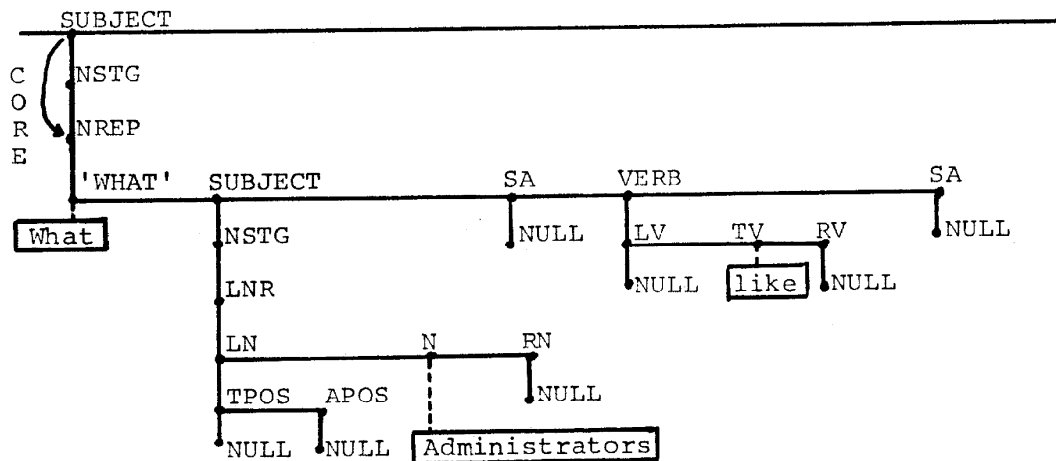 SUBJECT
C
O
R
E
NSTG
NREP
'WHAT' SUBJECT SA VERB SA
What
NSTG NULL LV TV RV NULL
NULL like NULL
LNR
LN N RN
NULL
TPOS APOS
NULL NULL Administrators